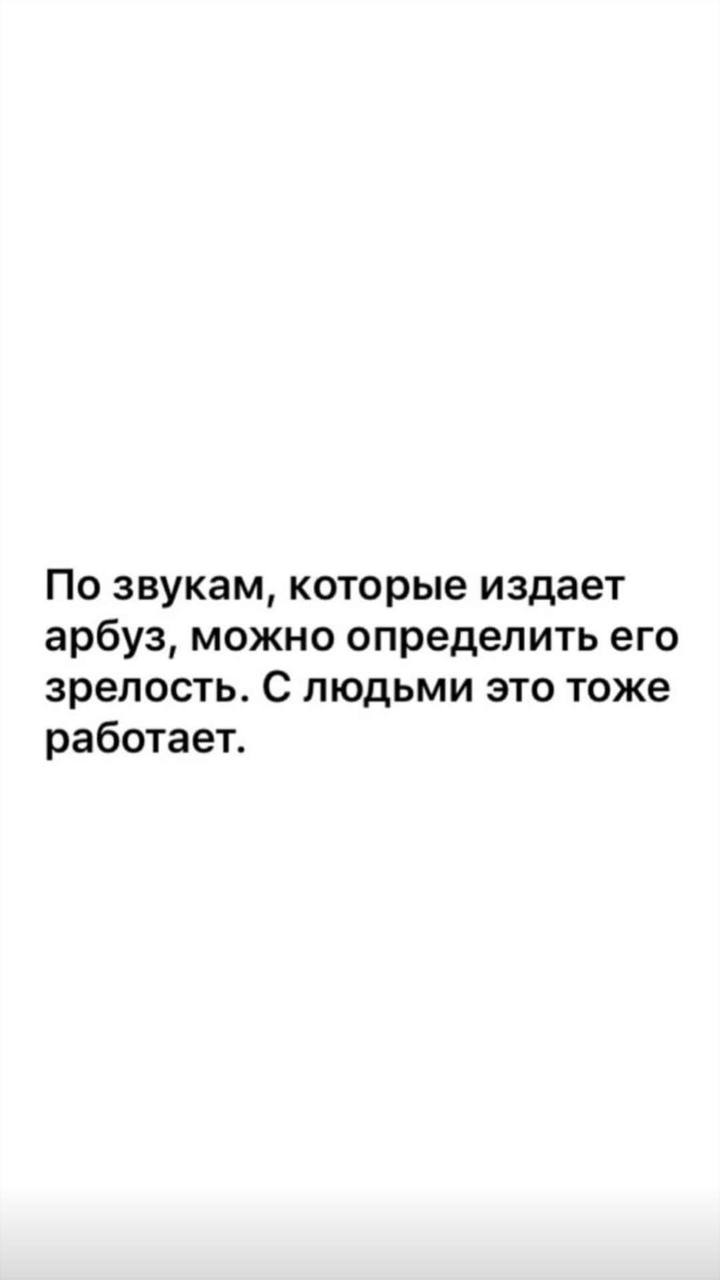 По звукам, которые издает
арбуз, можно определить его
зрелость. С людьми это тоже
работает.